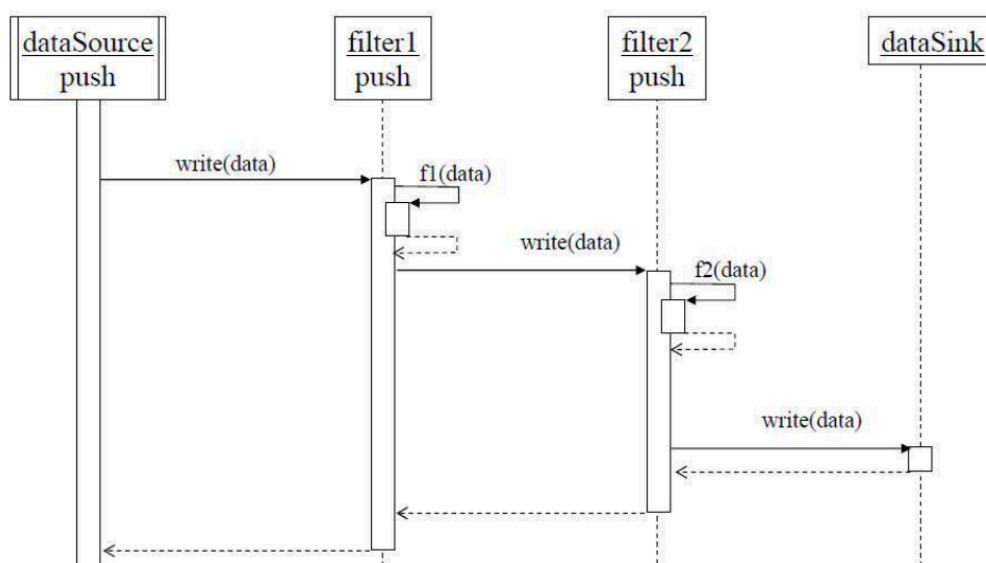 dataSource
push
filter1
push
filter2
push
dataSink
write(data)
f1(data)
write(data)
f2(data)
write(data)